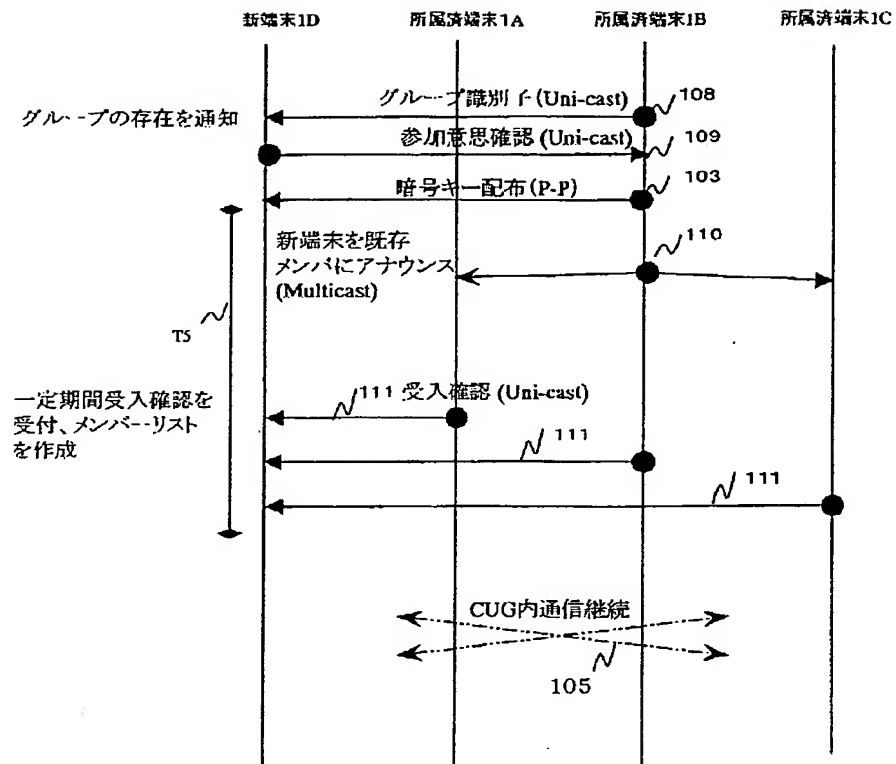 新端末1D 所属済端末1A 所属済端末1B 所属済端末1C
グループ識別子(Uni-cast) 108
グループの存在を通知
参加意思確認 (Uni-cast) 109
暗号キー配布(P-P) 103
新端末を既存
メンバにアナウンス
(Multicast)
110
T5
111 受入確認 (Uni-cast)
一定期間受入確認を
受付、メンバーリスト
を作成
111
111
CUG内通信継続
105